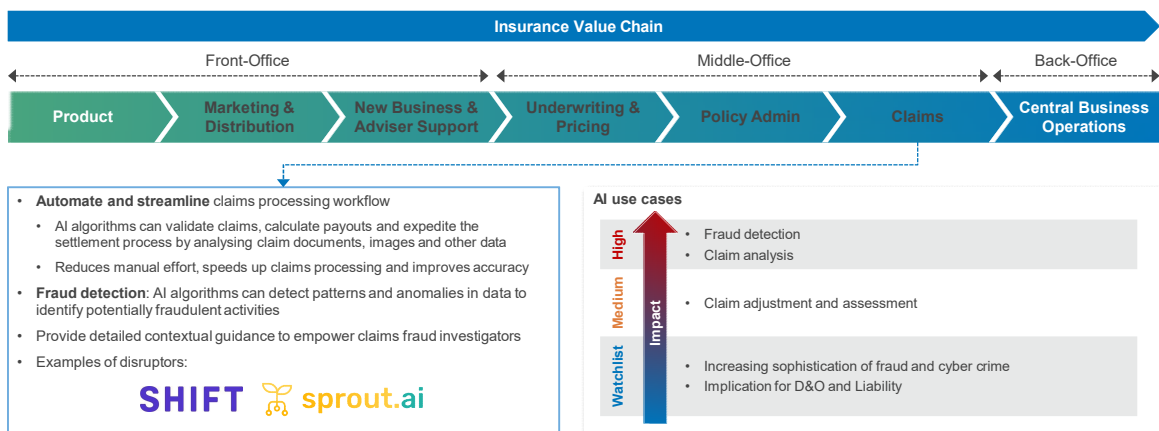 Insurance Value Chain
Front-Office
Middle-Office
Back-Office
Product
Marketing &
Distribution
New Business &
Adviser Support
Underwriting &
Pricing
Policy Admin
Claims
Central Business
Operations
• Automate and streamline claims processing workflow
• AI algorithms can validate claims, calculate payouts and expedite the
settlement process by analysing claim documents, images and other data
• Reduces manual effort, speeds up claims processing and improves accuracy
• Fraud detection: AI algorithms can detect patterns and anomalies in data to
identify potentially fraudulent activities
• Provide detailed contextual guidance to empower claims fraud investigators
• Examples of disruptors:
SHIFT
sprout.ai
AI use cases
High
• Fraud detection
• Claim analysis
Medium
• Claim adjustment and assessment
Impact
Watchlist
• Increasing sophistication of fraud and cyber crime
• Implication for D&O and Liability